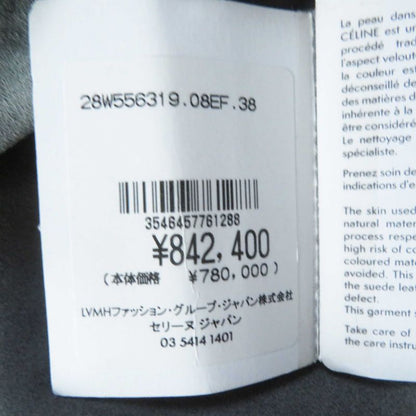 28W556319.08EF.38
3546457761288
¥842,400
(本体価格 ¥780,000)
LVMHファッション・グループ・ジャパン株式会社
セリーヌ ジャパン
03 5414 1401
La peau dans
CÉLINE est un
procédé trad
l'aspect velout
la couleur est
déconseillé de
des matières d
inhérente à la
être considéré
Le nettoyage
spécialiste.
Prenez soin de
indications d'e
The skin used
natural mater
process respe
high risk of co
coloured mate
avoided. This
the suede leat
defect.
This garment s
Take care of
the care instru